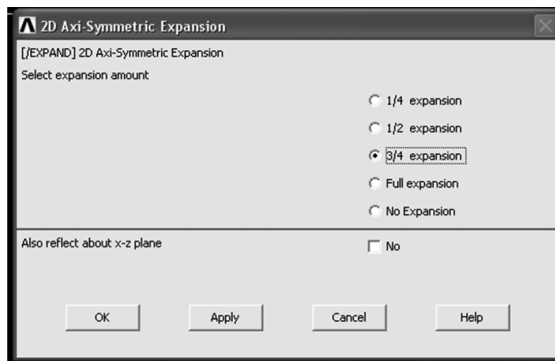 2D Axi-Symmetric Expansion
[/EXPAND] 2D Axi-Symmetric Expansion
Select expansion amount
1/4 expansion
1/2 expansion
3/4 expansion
Full expansion
No Expansion
Also reflect about x-z plane
No
OK
Apply
Cancel
Help